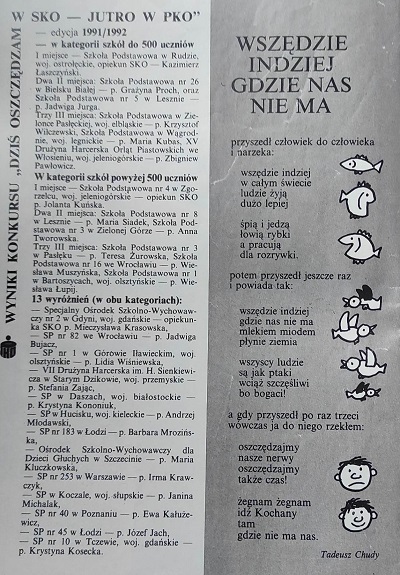 WYNIKI KONKURSU „DZIŚ OSZCZĘDZAM
W SKO — JUTRO W PKO”
— edycja 1991/1992
— w kategorii szkół do 500 uczniów
I miejsce — Szkoła Podstawowa w Rudzie,
woj. ostrołęckie, opiekun SKO — Kazimierz
Łaszczyński.
Dwa II miejsca: Szkoła Podstawowa nr 26
w Bielsku Białej — p. Grażyna Proch, oraz
Szkoła Podstawowa nr 5 w Lesznie —
p. Jadwiga Jurga.
Trzy III miejsca: Szkoła Podstawowa w Zie-
lonce Pasłęckiej, woj. elbląskie — p. Krzysztof
Wilczewski, Szkoła Podstawowa w Wągrod-
nie, woj. legnickie — p. Maria Kubas, XV
Drużyna Harcerska Orląt Piastowskich we
Włosieniu, woj. jeleniogórskie — p. Zbigniew
Pawłowicz.
W kategorii szkół powyżej 500 uczniów
I miejsce — Szkoła Podstawowa nr 4 w Zgo-
rzelcu, woj. jeleniogórskie — opiekun SKO
p. Jolanta Kuńska.
Dwa II miejsca — Szkoła Podstawowa nr 8
w Lesznie — p. Maria Siadek, Szkoła Pod-
stawowa nr 3 w Zielonej Górze — p. Anna
Tworowska.
Trzy III miejsca — Szkoła Podstawowa nr 3
w Pasłęku — p. Teresa Żurowska, Szkoła
Podstawowa nr 16 we Wrocławiu — p. Wie-
sława Muszyńska, Szkoła Podstawowa nr 1
w Bartoszycach, woj. olsztyńskie — p. Wie-
sława Łupij.
13 wyróżnień (w obu kategoriach):
— Specjalny Ośrodek Szkolno-Wychowaw-
czy nr 2 w Gdyni, woj. gdańskie — opiekun-
ka SKO p. Mieczysława Krasowska,
— SP nr 82 we Wrocławiu — p. Jadwiga
Bujacz,
— SP nr 1 w Górowie Iławieckim, woj.
olsztyńskie — p. Lidia Wiśniewska,
— VII Drużyna Harcerska im. H. Sienkiewi-
cza w Starym Dzikowie, woj. przemyskie —
p. Stefania Zając,
— SP w Daszach, woj. białostockie —
p. Krystyna Kononiuk,
— SP w Hucisku, woj. kieleckie — p. Andrzej
Młodawski,
— SP nr 183 w Łodzi — p. Barbara Mrozińs-
ka,
— Ośrodek Szkolno-Wychowawczy dla
Dzieci Głuchych w Szczecinie — p. Maria
Kluczkowska,
— SP nr 253 w Warszawie — p. Irma Kraw-
czyk,
— SP w Koczale, woj. słupskie — p. Janina
Michalak,
— SP nr 40 w Poznaniu — p. Ewa Kałuże-
wicz,
— SP nr 45 w Łodzi — p. Józef Jach,
— SP nr 10 w Tczewie, woj. gdańskie —
p. Krystyna Kosecka.
WSZĘDZIE
INDZIEJ
GDZIE NAS
NIE MA
przyszedł człowiek do człowieka
i narzeka:
wszędzie indziej
w całym świecie
ludzie żyją
dużo lepiej
śpią i jedzą
łowią rybki
a pracują
dla rozrywki.
potem przyszedł jeszcze raz
i powiada tak:
wszędzie indziej
gdzie nas nie ma
mlekiem miodem
płynie ziemia
wszyscy ludzie
są jak ptaki
wciąż szczęśliwi
bo bogaci!
a gdy przyszedł po raz trzeci
wówczas ja do niego rzekłem:
oszczędzajmy
nasze nerwy
oszczędzajmy
także czas!
żegnam żegnam
idź Kochany
tam
gdzie nie ma nas.
Tadeusz Chudy